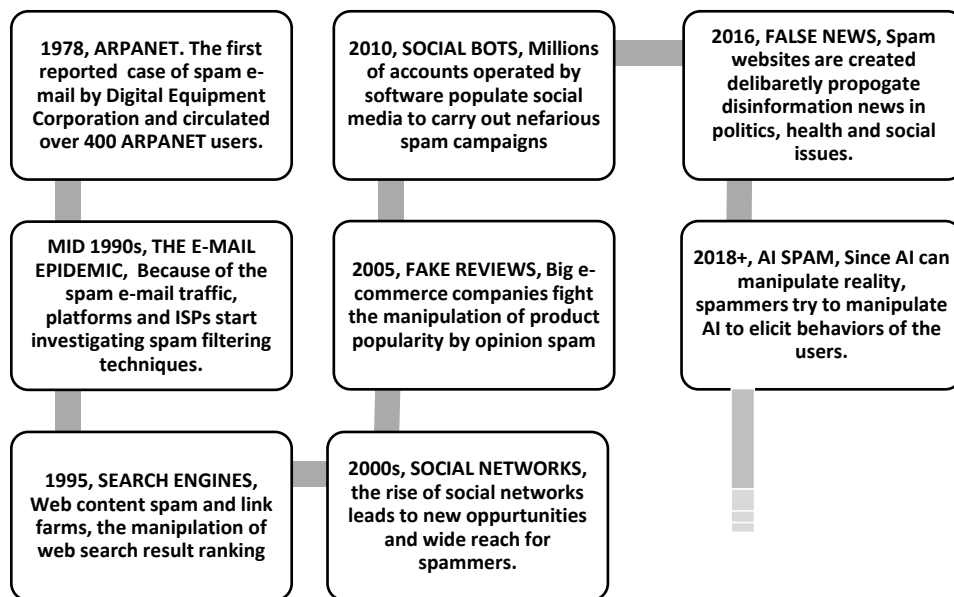 1978, ARPANET. The first
reported case of spam e-
mail by Digital Equipment
Corporation and circulated
over 400 ARPANET users.
MID 1990s, THE E-MAIL
EPIDEMIC, Because of the
spam e-mail traffic,
platforms and ISPs start
investigating spam filtering
techniques.
1995, SEARCH ENGINES,
Web content spam and link
farms, the manipılation of
web search result ranking
2000s, SOCIAL NETWORKS,
the rise of social networks
leads to new oppurtunities
and wide reach for
spammers.
2005, FAKE REVIEWS, Big e-
commerce companies fight
the manipulation of product
popularity by opinion spam
2010, SOCIAL BOTS, Millions
of accounts operated by
software populate social
media to carry out nefarious
spam campaigns
2016, FALSE NEWS, Spam
websites are created
delibaretly propogate
disinformation news in
politics, health and social
issues.
2018+, AI SPAM, Since AI can
manipulate reality,
spammers try to manipulate
AI to elicit behaviors of the
users.